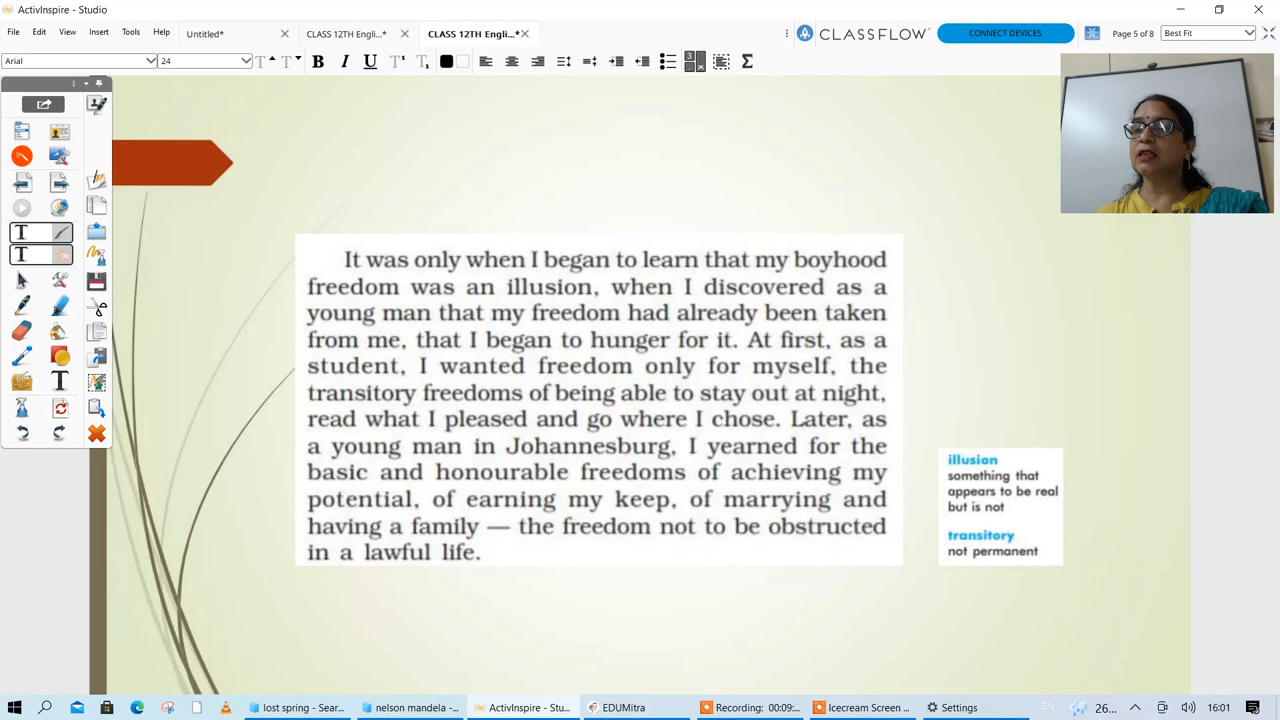 ActivInspire - Studio
File Edit View Insert Tools Help
Untitled*
CLASS 12TH Engli...*
CLASS 12TH Engli...*
CLASSFLOW
CONNECT DEVICES
Page 5 of 8
Best Fit
Arial
24
It was only when I began to learn that my boyhood
freedom was an illusion, when I discovered as a
young man that my freedom had already been taken
from me, that I began to hunger for it. At first, as a
student, I wanted freedom only for myself, the
transitory freedoms of being able to stay out at night,
read what I pleased and go where I chose. Later, as
a young man in Johannesburg, I yearned for the
basic and honourable freedoms of achieving my
potential, of earning my keep, of marrying and
having a family — the freedom not to be obstructed
in a lawful life.
illusion
something that
appears to be real
but is not
transitory
not permanent
lost spring - Sear...
nelson mandela -...
ActivInspire - Stu...
EDUMitra
Recording: 00:09:...
Icecream Screen ...
Settings
EN
26...
16:01